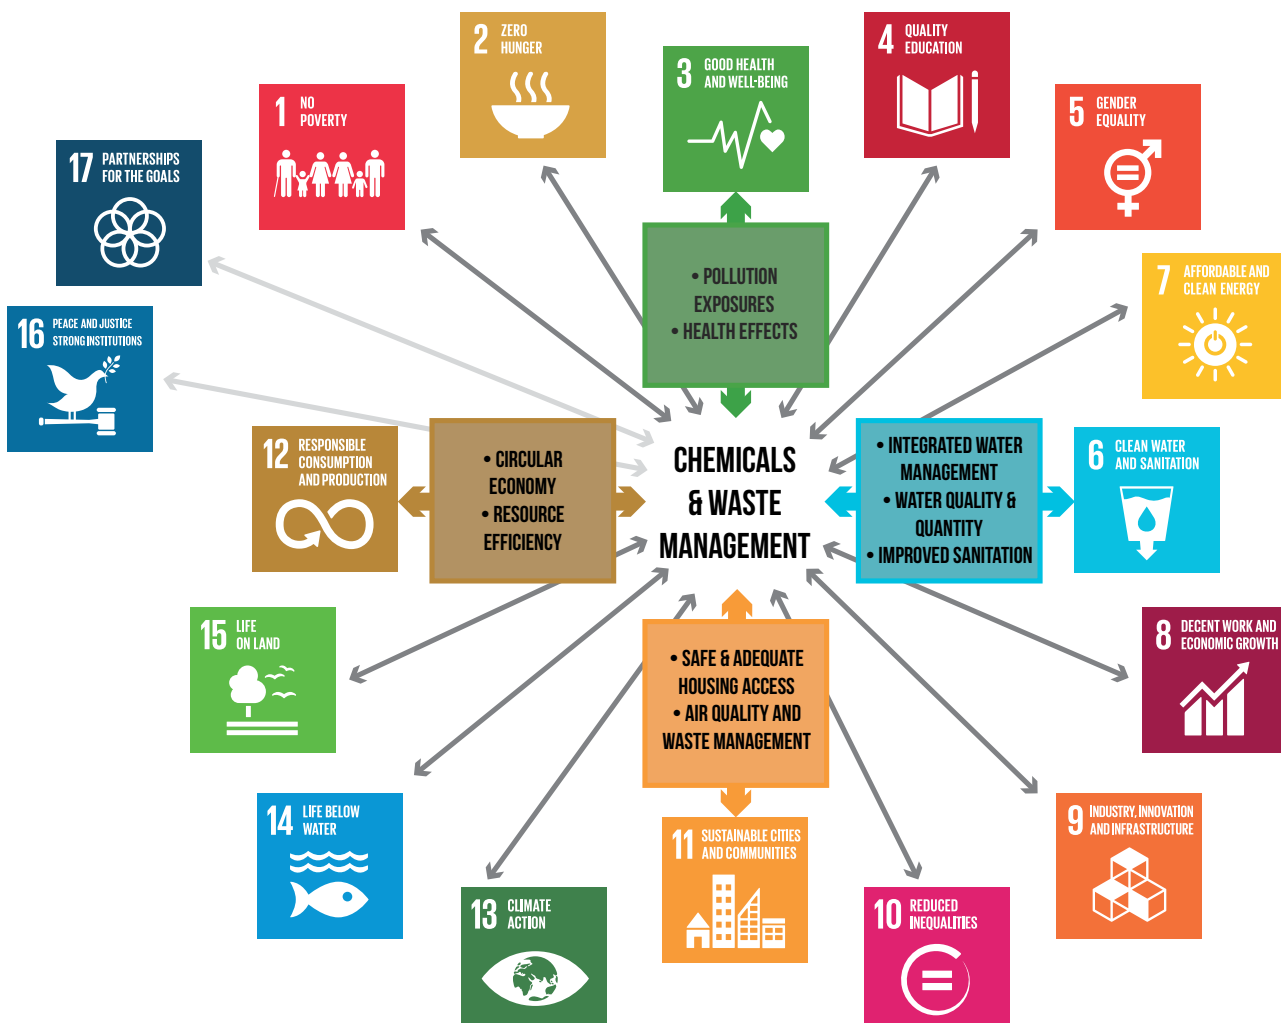 2 ZERO
HUNGER
3 GOOD HEALTH
AND WELL-BEING
4 QUALITY
EDUCATION
1 NO
POVERTY
5 GENDER
EQUALITY
17 PARTNERSHIPS
FOR THE GOALS
7 AFFORDABLE AND
CLEAN ENERGY
16 PEACE AND JUSTICE
STRONG INSTITUTIONS
• POLLUTION
EXPOSURES
• HEALTH EFFECTS
12 RESPONSIBLE
CONSUMPTION
AND PRODUCTION
• CIRCULAR
ECONOMY
• RESOURCE
EFFICIENCY
CHEMICALS
& WASTE
MANAGEMENT
• INTEGRATED WATER
MANAGEMENT
• WATER QUALITY &
QUANTITY
• IMPROVED SANITATION
6 CLEAN WATER
AND SANITATION
15 LIFE
ON LAND
• SAFE & ADEQUATE
HOUSING ACCESS
• AIR QUALITY AND
WASTE MANAGEMENT
8 DECENT WORK AND
ECONOMIC GROWTH
14 LIFE BELOW
WATER
9 INDUSTRY, INNOVATION
AND INFRASTRUCTURE
11 SUSTAINABLE CITIES
AND COMMUNITIES
13 CLIMATE
ACTION
10 REDUCED
INEQUALITIES